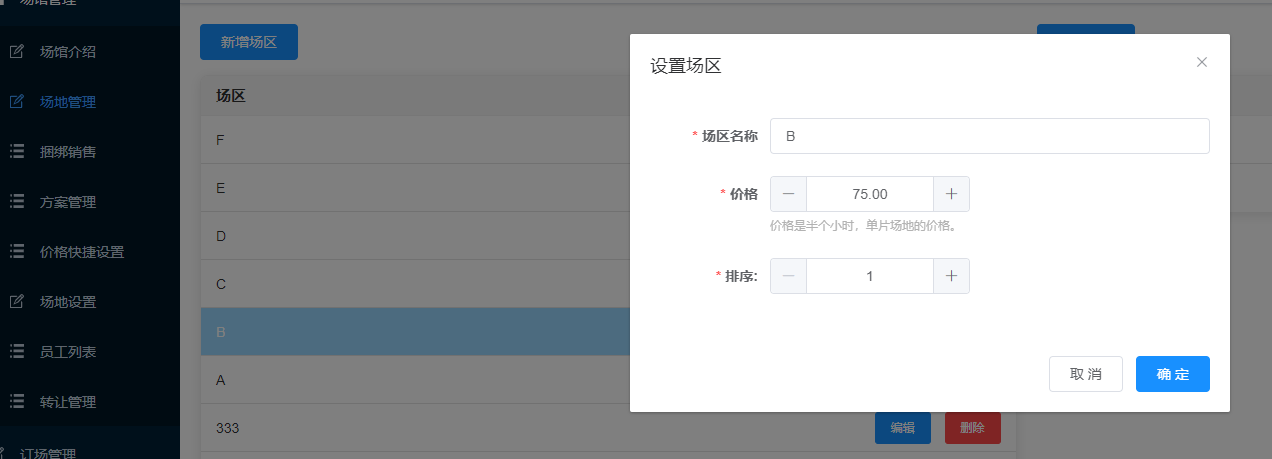 场馆管理
场馆介绍
场地管理
捆绑销售
方案管理
价格快捷设置
场地设置
员工列表
转让管理
订场管理
新增场区
场区
F
E
D
C
B
A
333
编辑 删除
设置场区
* 场区名称 B
* 价格 75.00
价格是半个小时，单片场地的价格。
* 排序: 1
取 消 确 定